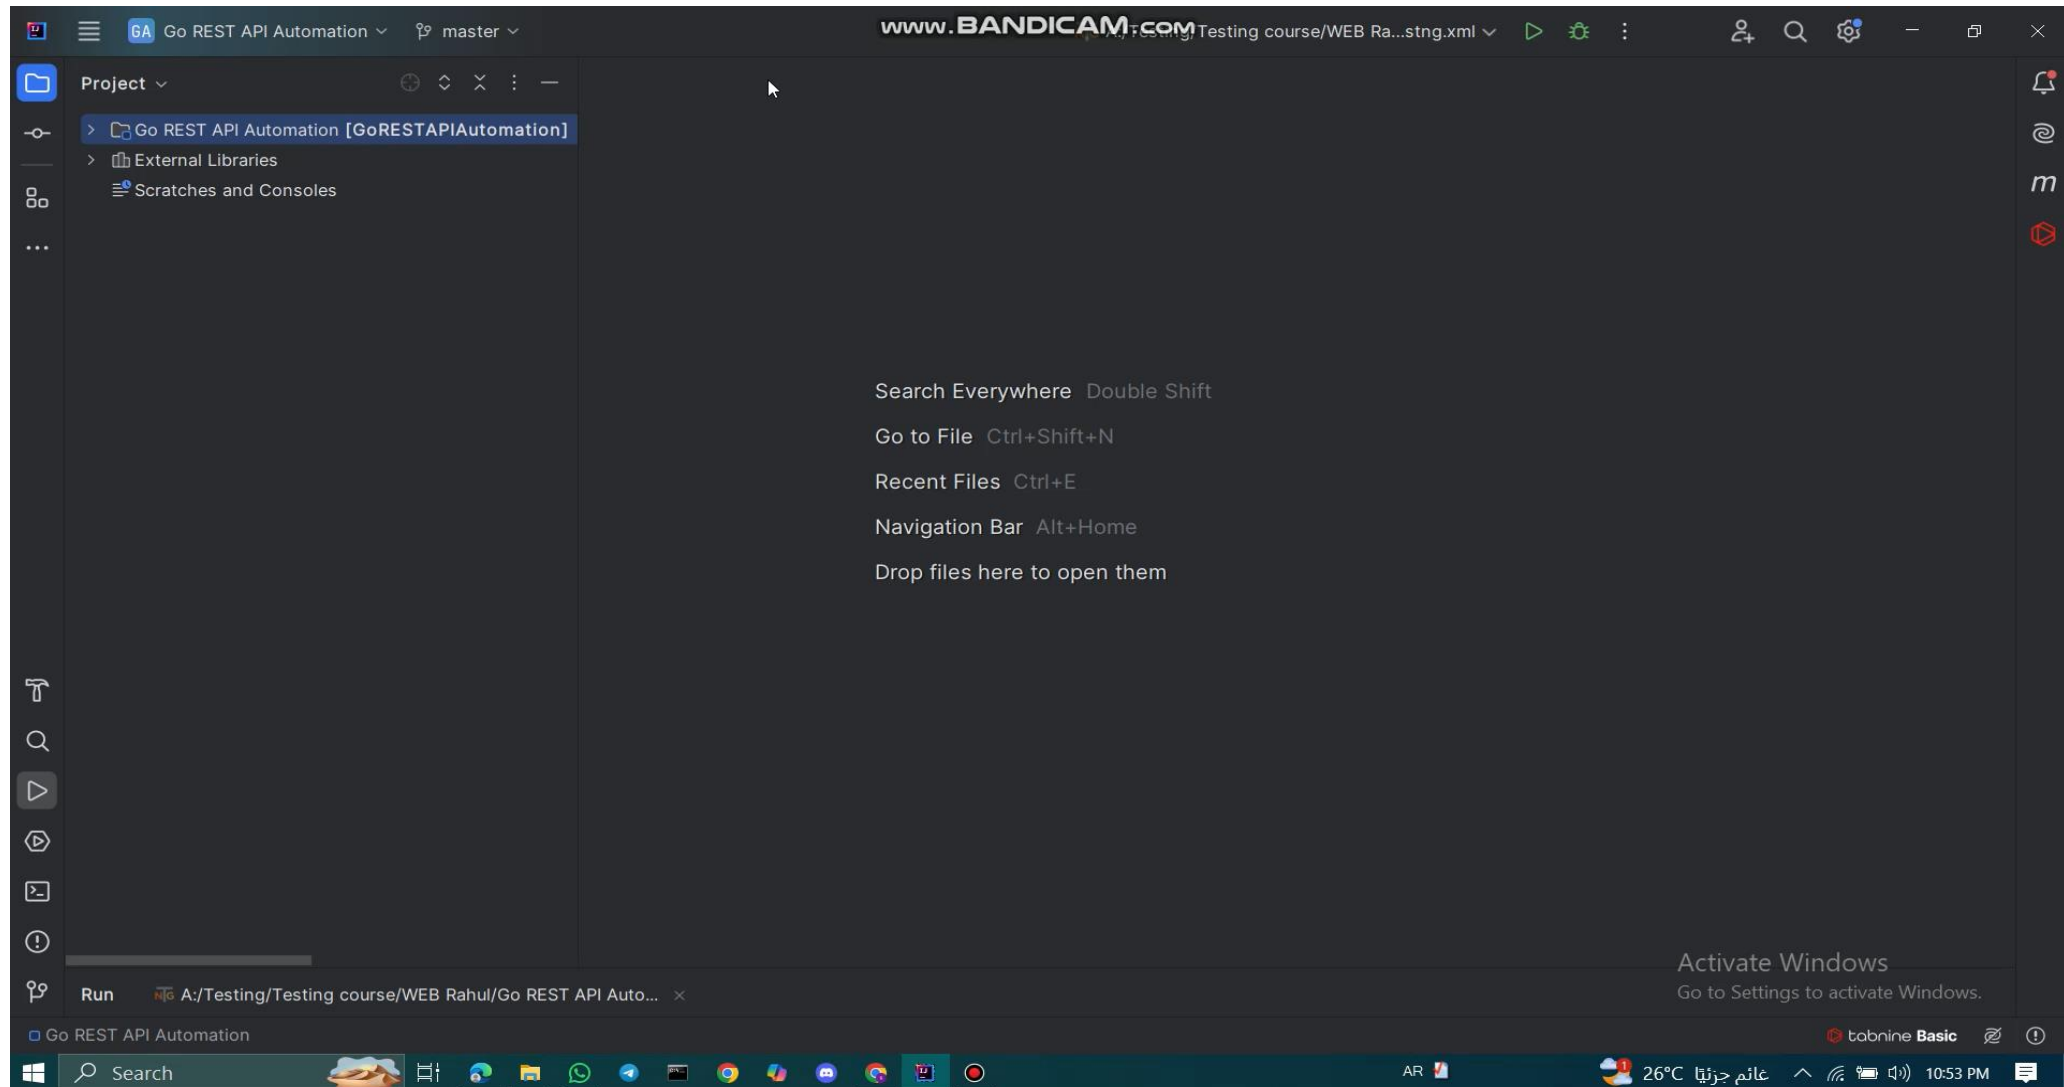 GA Go REST API Automation master
www.BANDICAM.COM
Testing course/WEB Ra...stng.xml
Project
Go REST API Automation [GoRESTAPIAutomation]
External Libraries
Scratches and Consoles
m
Search Everywhere Double Shift
Go to File Ctrl+Shift+N
Recent Files Ctrl+E
Navigation Bar Alt+Home
Drop files here to open them
Activate Windows
Go to Settings to activate Windows.
Run NG A:/Testing/Testing course/WEB Rahul/Go REST API Auto...
Go REST API Automation
tabnine Basic
Search
AR
1
26°C غائم جزئيًا
10:53 PM